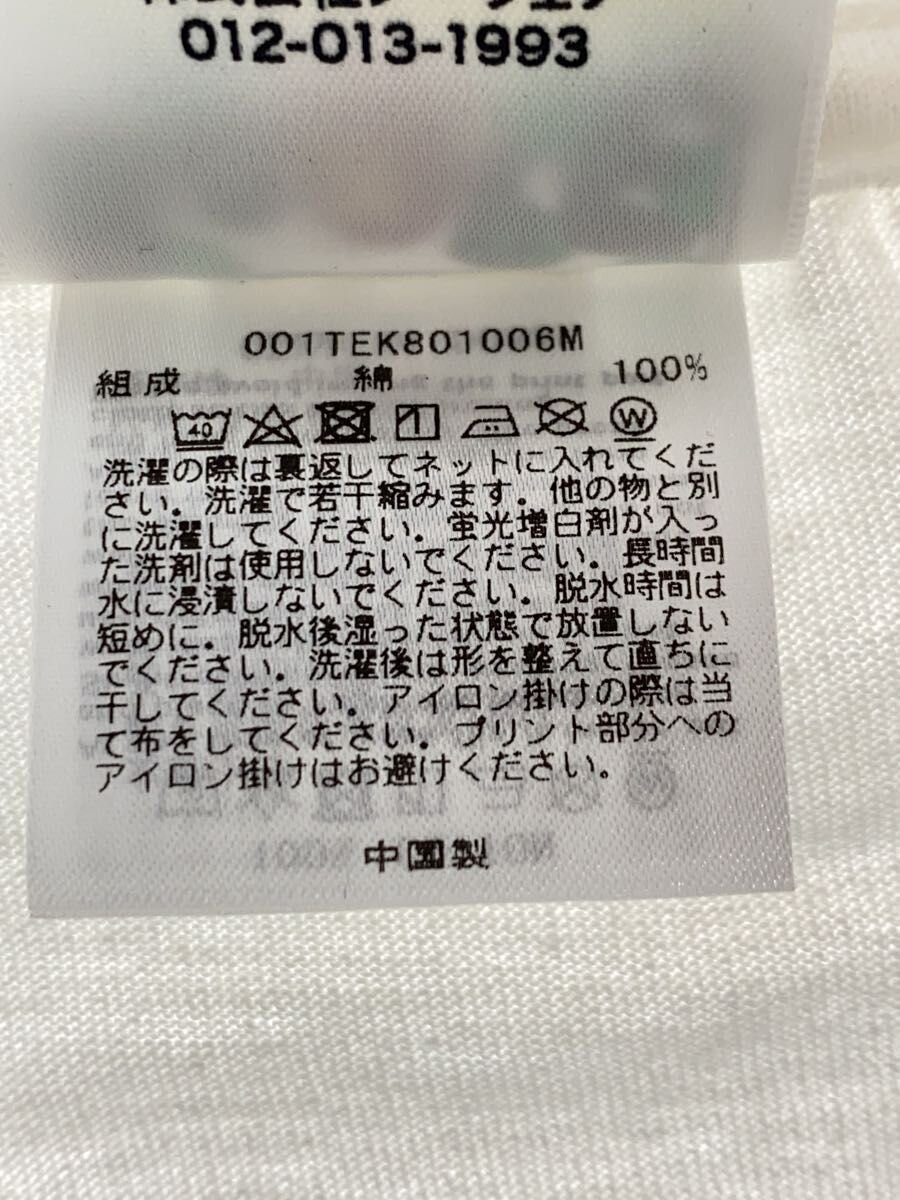 012-013-1993
001TEK801006M
組成 綿 100%
40 W
洗濯の際は裏返してネットに入れてくだ
さい。洗濯で若干縮みます。他の物と別
に洗濯してください。蛍光増白剤が入っ
た洗剤は使用しないでください。長時間
水に浸漬しないでください。脱水時間は
短めに。脱水後湿った状態で放置しない
でください。洗濯後は形を整えて直ちに
干してください。アイロン掛けの際は当
て布をしてください。プリント部分への
アイロン掛けはお避けください。
中国製